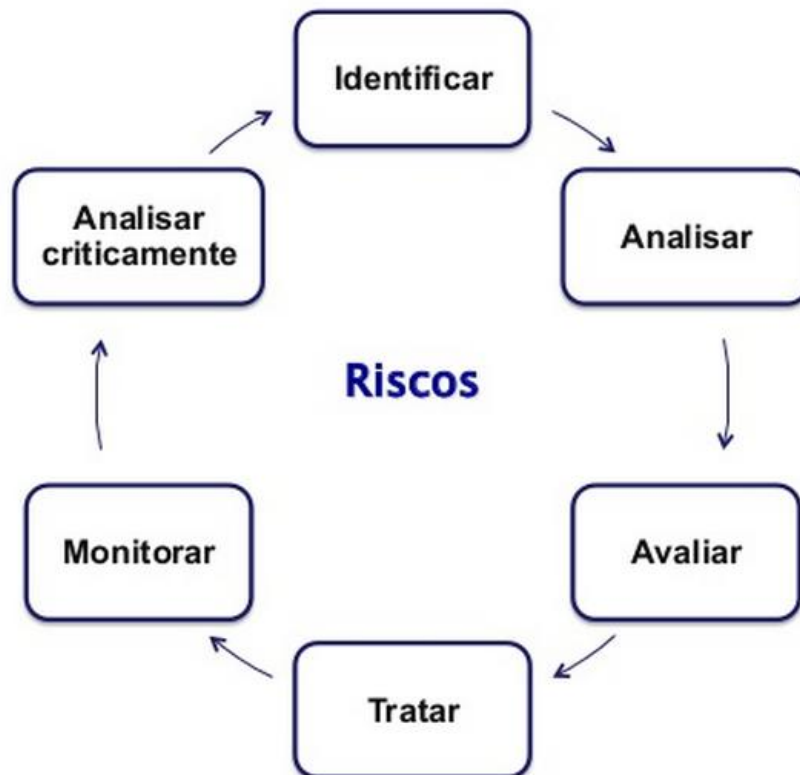 Identificar
Analisar
Avaliar
Tratar
Monitorar
Analisar
criticamente
Riscos